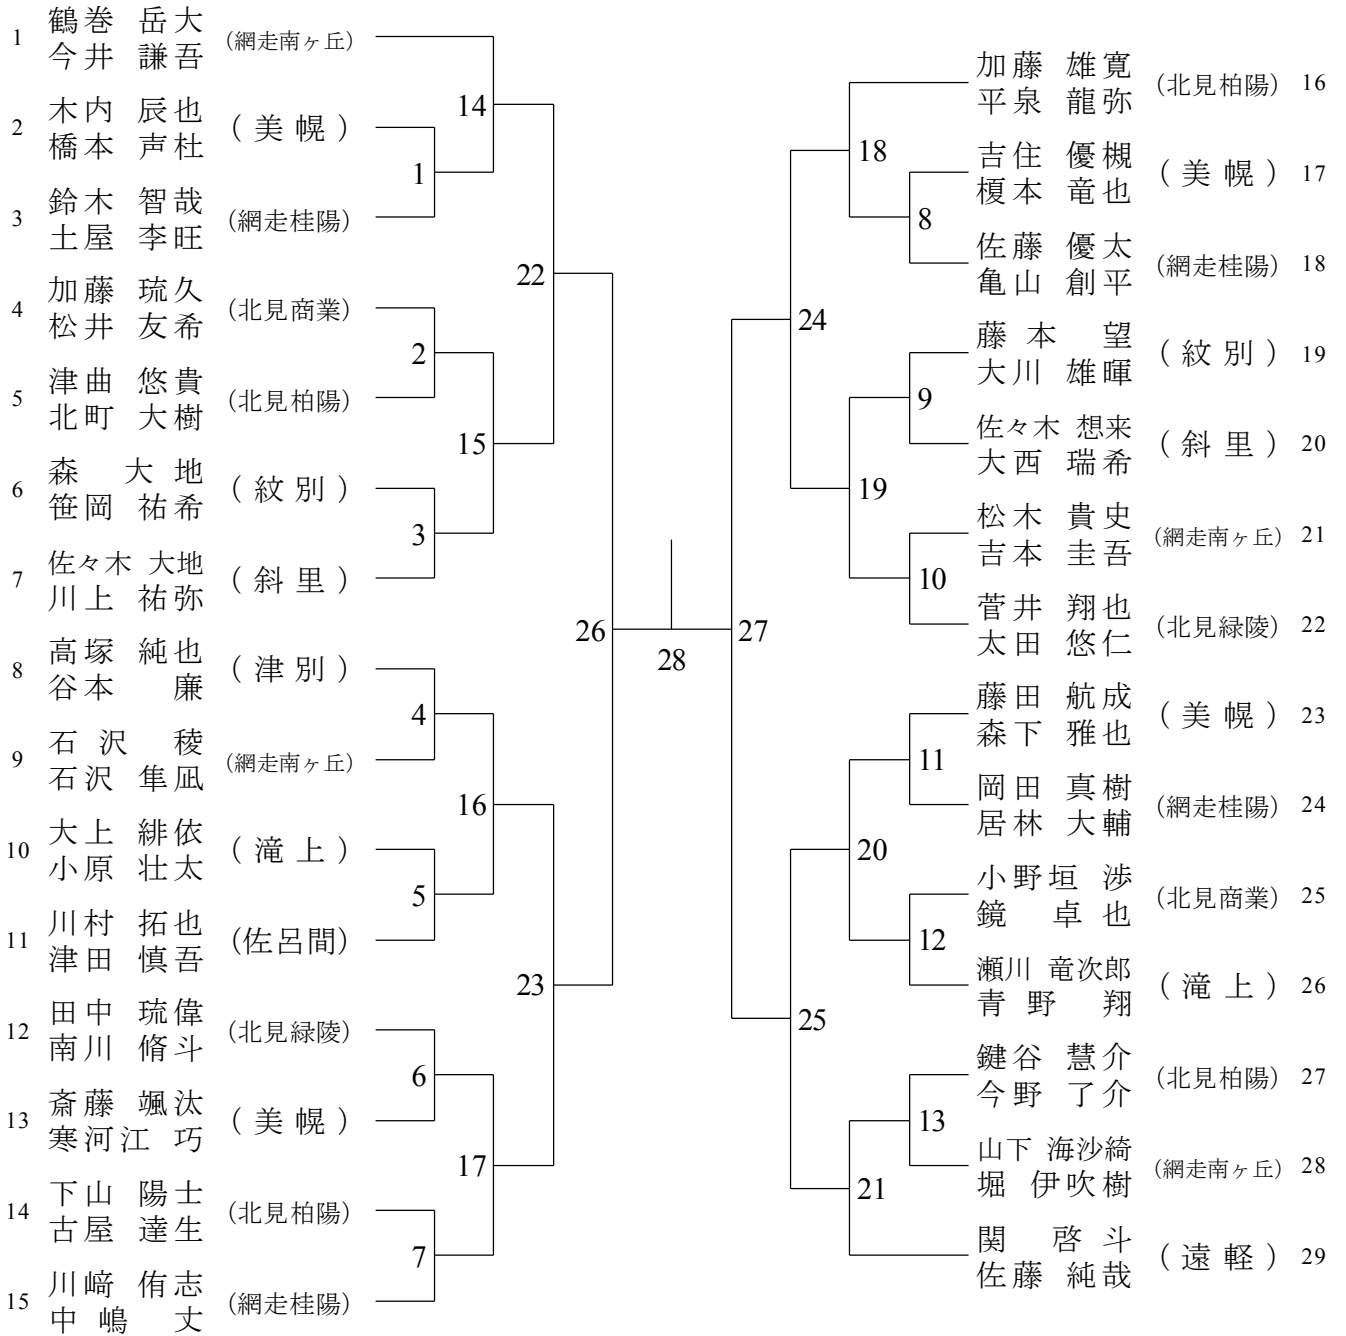 1 鶴巻 岳大 (網走南ヶ丘)
今井 謙吾
2 木内 辰也 (美幌)
橋本 声杜
3 鈴木 智哉 (網走桂陽)
土屋 李旺
4 加藤 琉久 (北見商業)
松井 友希
5 津曲 悠貴 (北見柏陽)
北町 大樹
6 森 大地 (紋別)
笹岡 祐希
7 佐々木 大地 (斜里)
川上 祐弥
8 高塚 純也 (津別)
谷本 廉
9 石沢 稜 (網走南ヶ丘)
石沢 隼凪
10 大上 緋依 (滝上)
小原 壮太
11 川村 拓也 (佐呂間)
津田 慎吾
12 田中 琉偉 (北見緑陵)
南川 脩斗
13 斎藤 颯汰 (美幌)
寒河江 巧
14 下山 陽士 (北見柏陽)
古屋 達生
15 川﨑 侑志 (網走桂陽)
中嶋 丈
14
1
22
2
15
3
26
4
16
5
23
6
17
7
28
27
18
8
24
9
19
10
11
20
12
25
13
21
加藤 雄寛 (北見柏陽) 16
平泉 龍弥
吉住 優槻 (美幌) 17
榎本 竜也
佐藤 優太 (網走桂陽) 18
亀山 創平
藤本 望 (紋別) 19
大川 雄暉
佐々木 想来 (斜里) 20
大西 瑞希
松木 貴史 (網走南ヶ丘) 21
吉本 圭吾
菅井 翔也 (北見緑陵) 22
太田 悠仁
藤田 航成 (美幌) 23
森下 雅也
岡田 真樹 (網走桂陽) 24
居林 大輔
小野垣 渉 (北見商業) 25
鏡 卓也
瀬川 竜次郎 (滝上) 26
青野 翔
鍵谷 慧介 (北見柏陽) 27
今野 了介
山下 海沙綺 (網走南ヶ丘) 28
堀 伊吹樹
関 啓斗 (遠軽) 29
佐藤 純哉